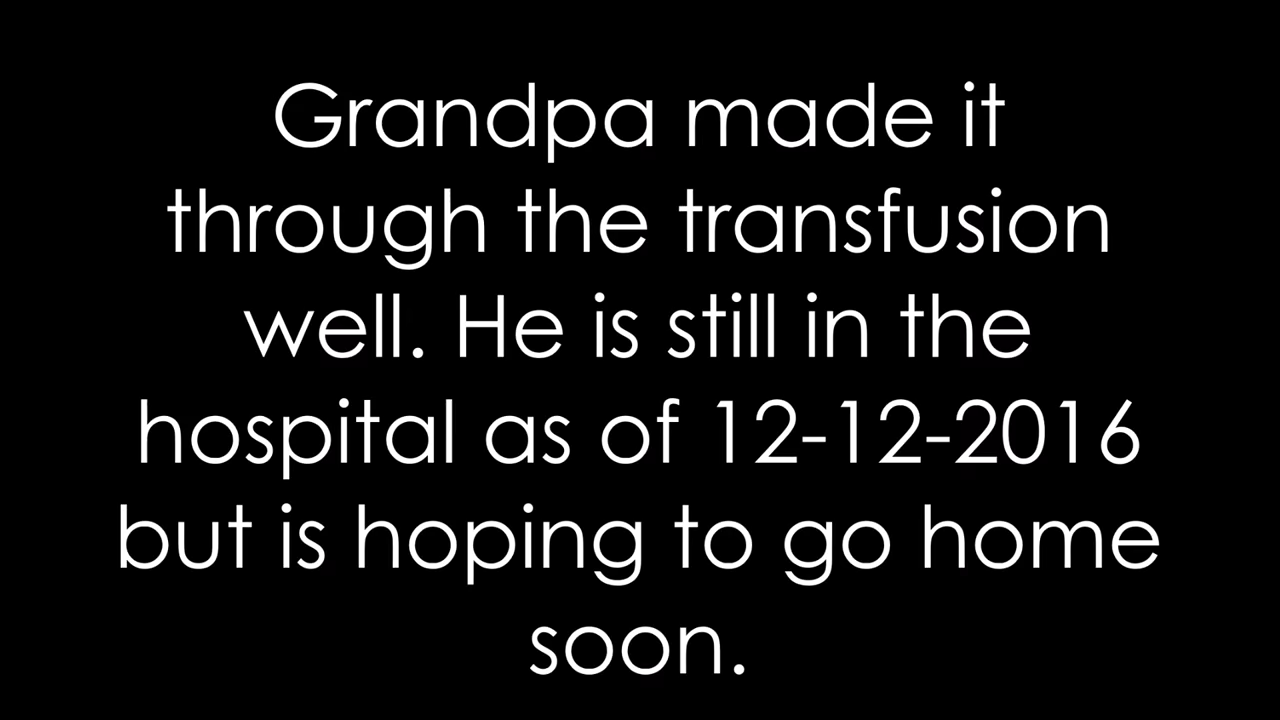 Grandpa made it
through the transfusion
well. He is still in the
hospital as of 12-12-2016
but is hoping to go home
soon.